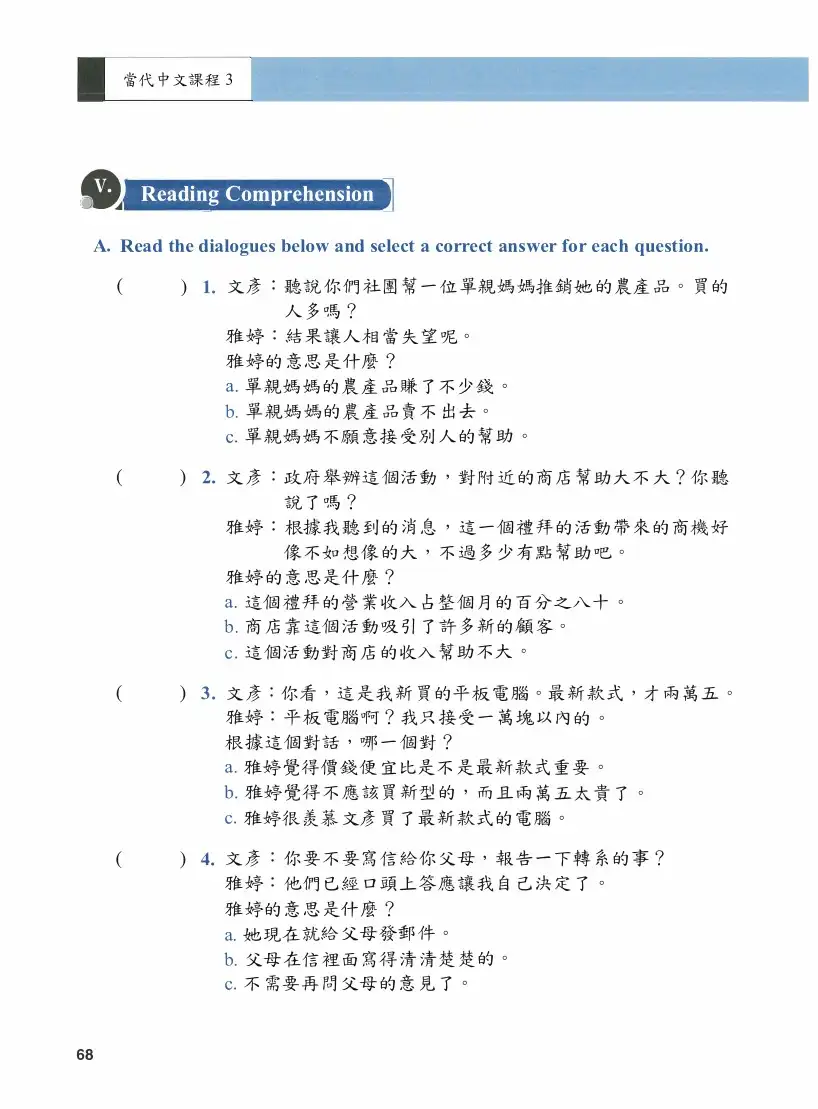 當代中文課程 3
V. Reading Comprehension
A. Read the dialogues below and select a correct answer for each question.
(　　) 1. 文彥：聽說你們社團幫一位單親媽媽推銷她的農產品。買的
人多嗎？
雅婷：結果讓人相當失望呢。
雅婷的意思是什麼？
a. 單親媽媽的農產品賺了不少錢。
b. 單親媽媽的農產品賣不出去。
c. 單親媽媽不願意接受別人的幫助。
(　　) 2. 文彥：政府舉辦這個活動，對附近的商店幫助大不大？你聽
說了嗎？
雅婷：根據我聽到的消息，這一個禮拜的活動帶來的商機好
像不如想像的大，不過多少有點幫助吧。
雅婷的意思是什麼？
a. 這個禮拜的營業收入占整個月的百分之八十。
b. 商店靠這個活動吸引了許多新的顧客。
c. 這個活動對商店的收入幫助不大。
(　　) 3. 文彥：你看，這是我新買的平板電腦。最新款式，才兩萬五。
雅婷：平板電腦啊？我只接受一萬塊以內的。
根據這個對話，哪一個對？
a. 雅婷覺得價錢便宜比是不是最新款式重要。
b. 雅婷覺得不應該買新型的，而且兩萬五太貴了。
c. 雅婷很羨慕文彥買了最新款式的電腦。
(　　) 4. 文彥：你要不要寫信給你父母，報告一下轉系的事？
雅婷：他們已經口頭上答應讓我自己決定了。
雅婷的意思是什麼？
a. 她現在就給父母發郵件。
b. 父母在信裡面寫得清清楚楚的。
c. 不需要再問父母的意見了。
68